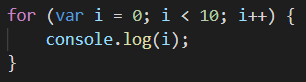 for (var i = 0; i < 10; i++) {
    console.log(i);
}